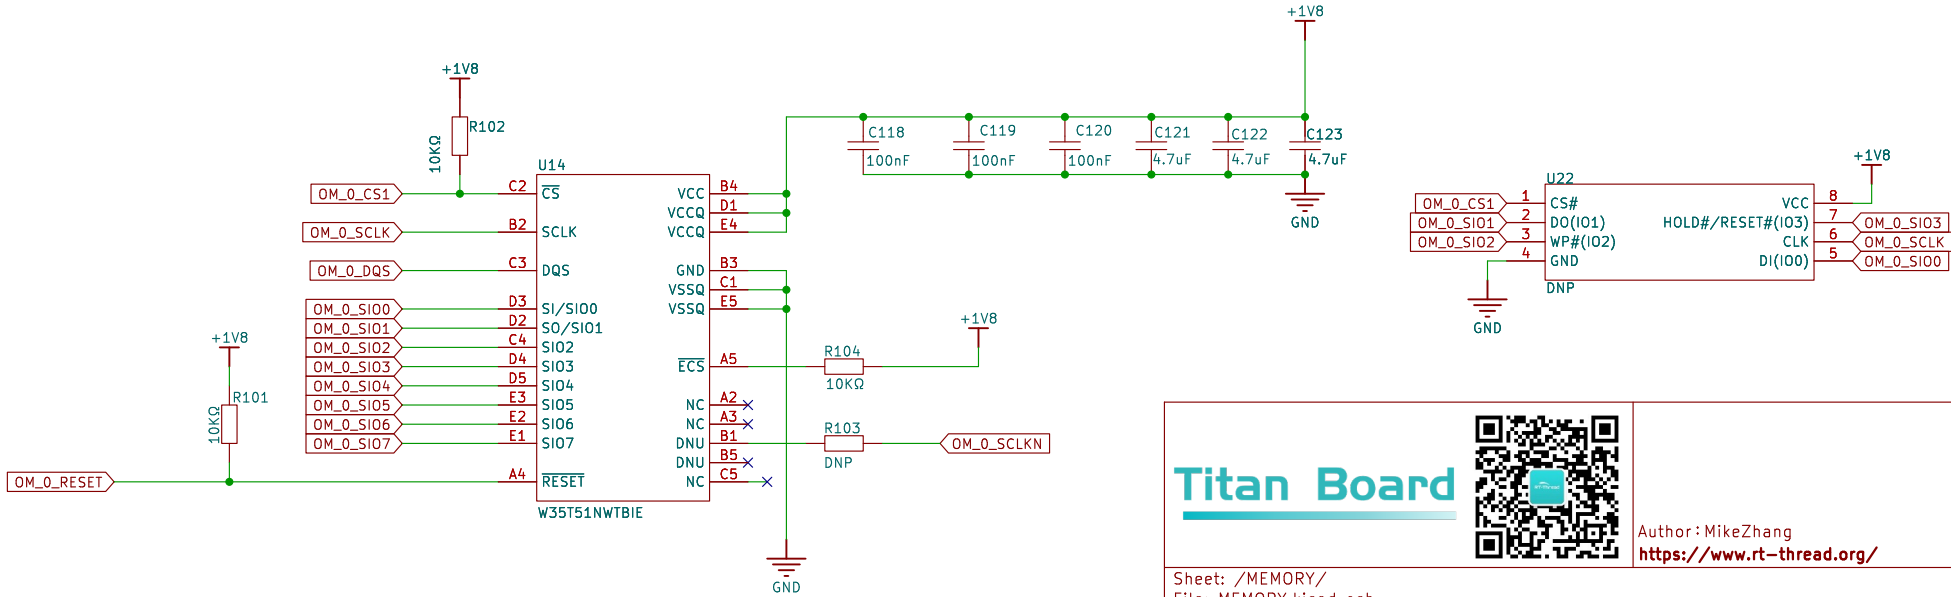 +1V8
+1V8
R102
10KΩ
C118
100nF
C119
100nF
C120
100nF
C121
4.7uF
C122
4.7uF
C123
4.7uF
GND
U14
OM_0_CS1
C2
CS
OM_0_SCLK
B2
SCLK
OM_0_DQS
C3
DQS
OM_0_SIO0
D3
SI/SIO0
OM_0_SIO1
D2
SO/SIO1
OM_0_SIO2
C4
SIO2
OM_0_SIO3
D4
SIO3
OM_0_SIO4
D5
SIO4
OM_0_SIO5
E3
SIO5
OM_0_SIO6
E2
SIO6
OM_0_SIO7
E1
SIO7
+1V8
R101
10KΩ
OM_0_RESET
A4
RESET
VCC
B4
VCCQ
D1
VCCQ
E4
GND
B3
VSSQ
C1
VSSQ
E5
ECS
A5
R104
10KΩ
+1V8
NC
A2
NC
A3
DNU
B1
R103
DNP
OM_0_SCLKN
DNU
B5
NC
C5
W35T51NWTBIE
GND
+1V8
U22
OM_0_CS1
1
CS#
VCC
8
OM_0_SIO1
2
DO(IO1)
HOLD#/RESET#(IO3)
7
OM_0_SIO3
OM_0_SIO2
3
WP#(IO2)
CLK
6
OM_0_SCLK
4
GND
DI(IO0)
5
OM_0_SIO0
DNP
GND
Titan Board
RT-Thread
Author:MikeZhang
https://www.rt-thread.org/
Sheet: /MEMORY/